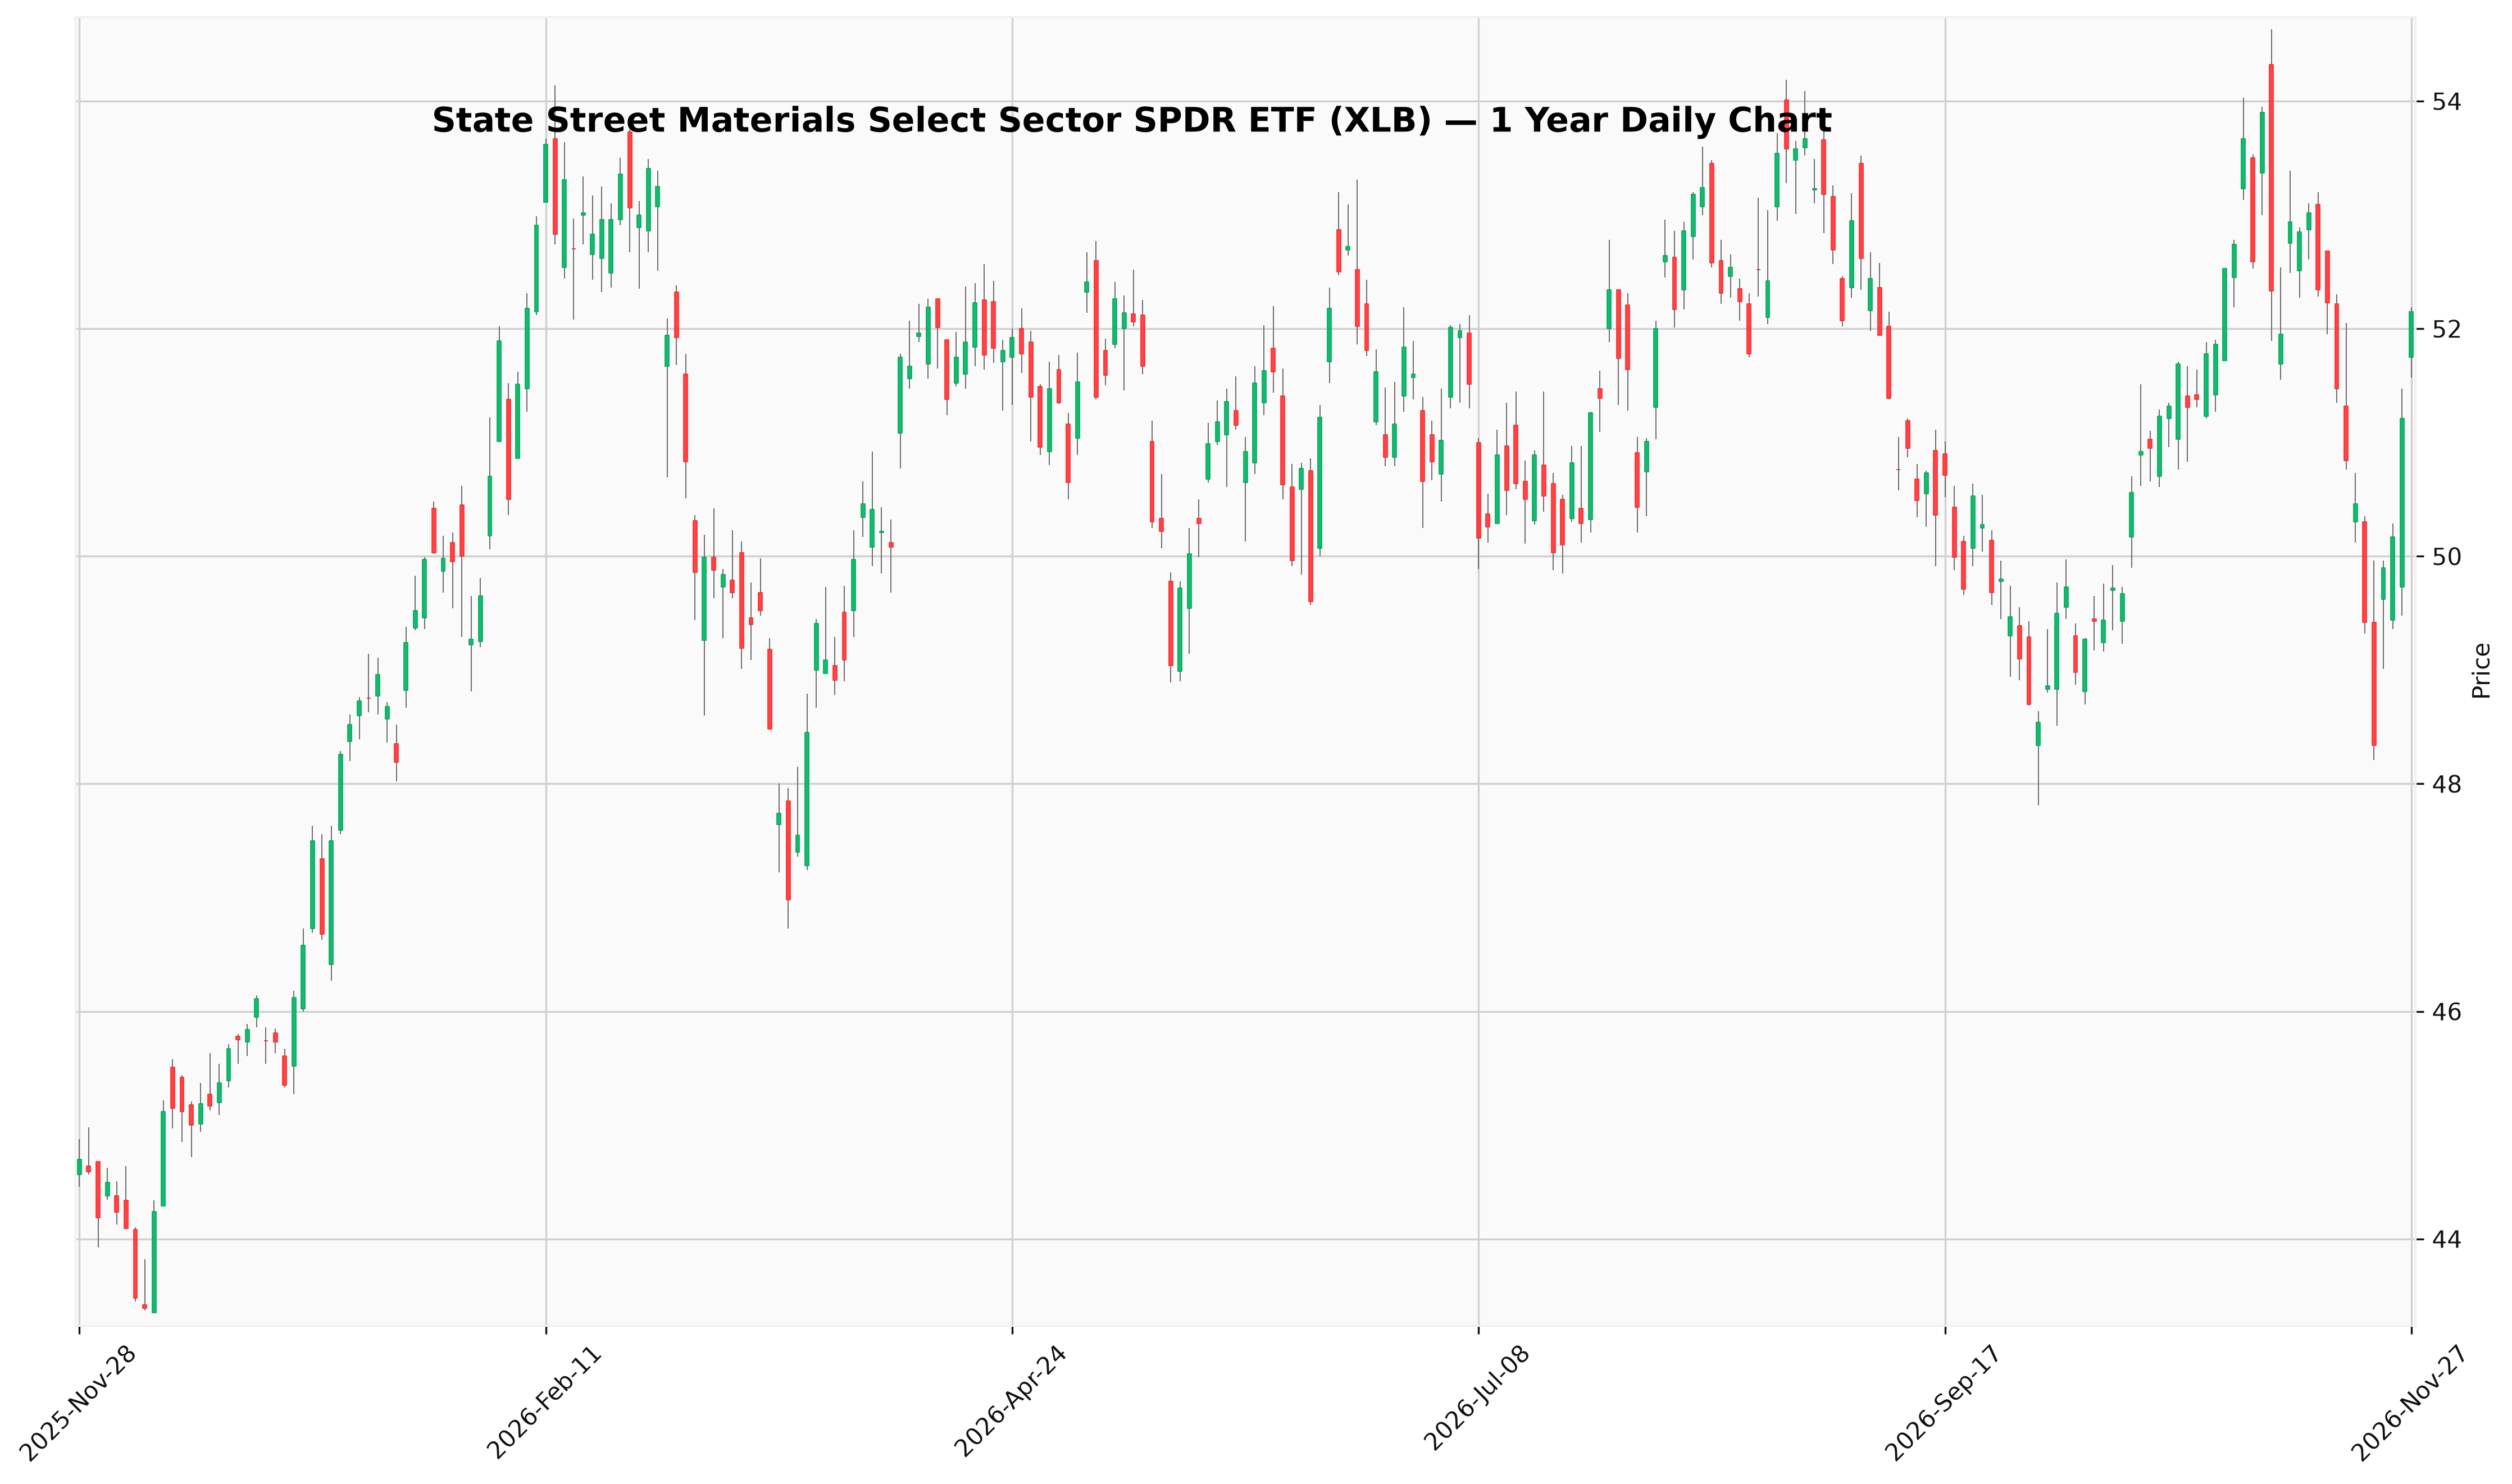 State Street Materials Select Sector SPDR ETF (XLB) — 1 Year Daily Chart
54
52
50
48
46
44
Price
2025-Nov-28
2026-Feb-11
2026-Apr-24
2026-Jul-08
2026-Sep-17
2026-Nov-27